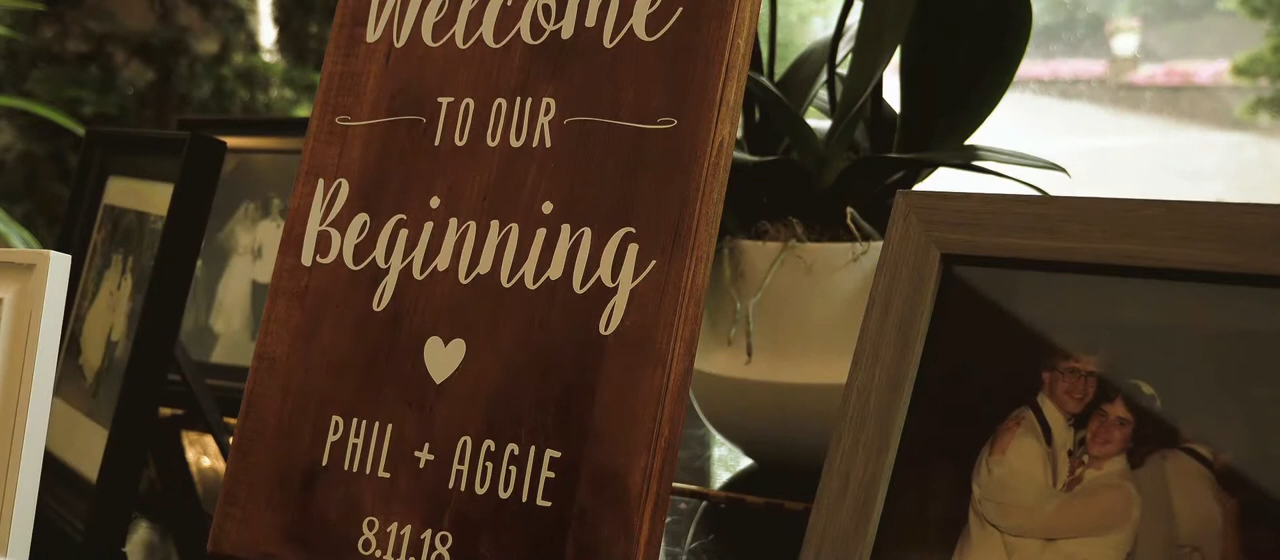 Welcome
TO OUR
Beginning
PHIL + AGGIE
8.11.18